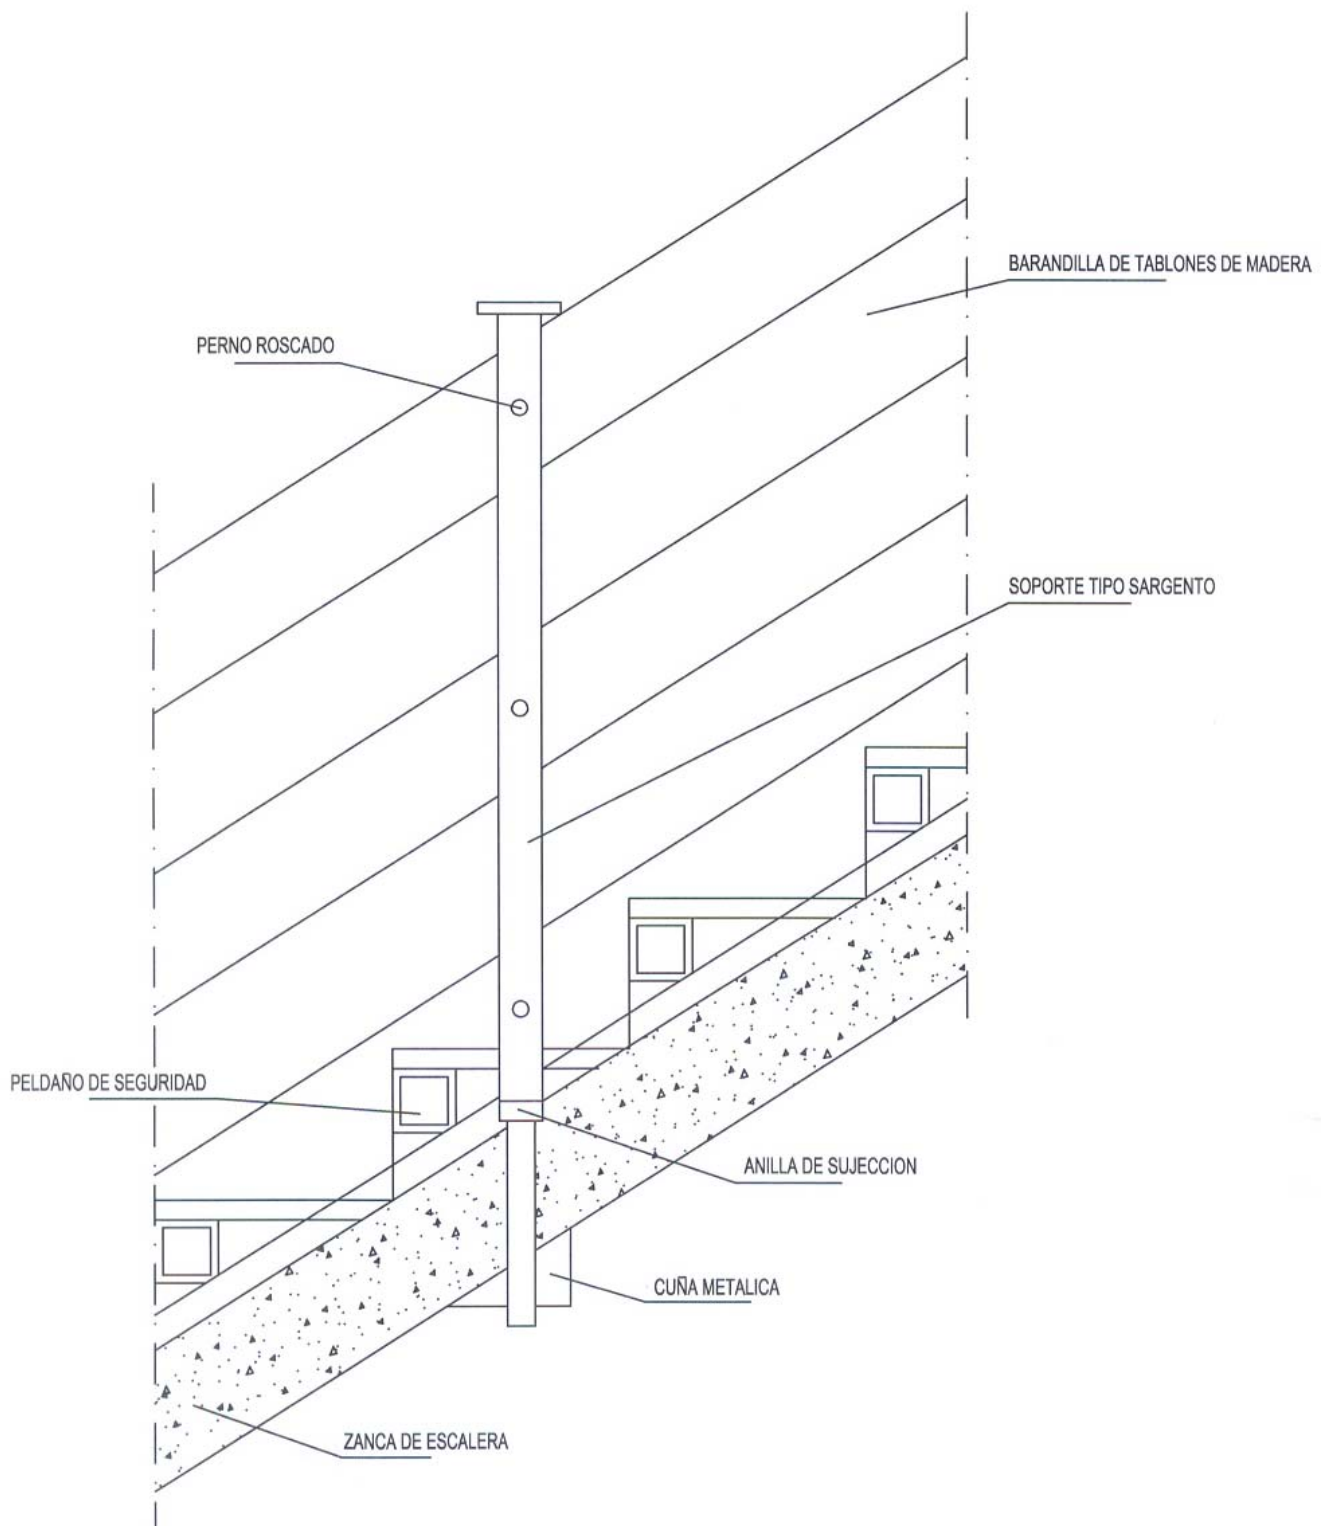 BARANDILLA DE TABLONES DE MADERA
PERNO ROSCADO
SOPORTE TIPO SARGENTO
PELDAÑO DE SEGURIDAD
ANILLA DE SUJECCION
CUÑA METALICA
ZANCA DE ESCALERA